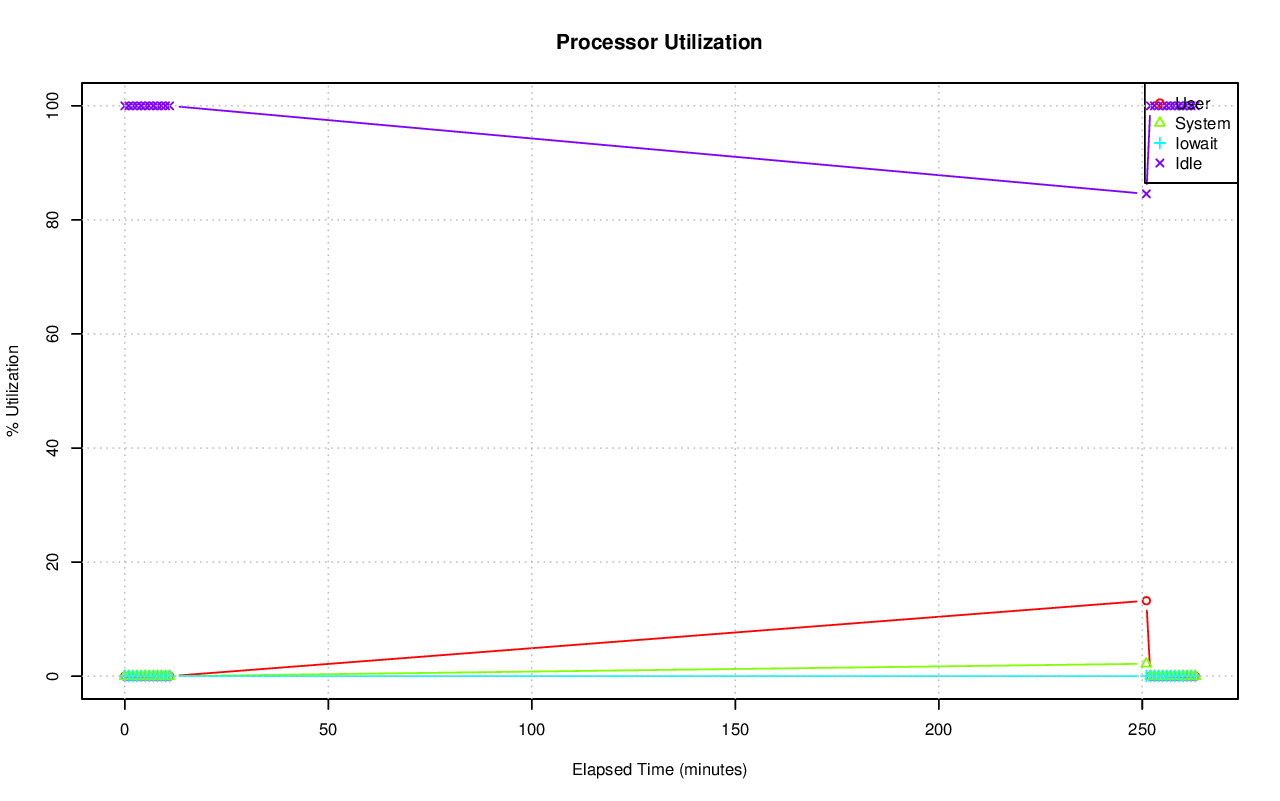 Processor Utilization
% Utilization
100
80
60
40
20
0
User
System
Iowait
Idle
0 50 100 150 200 250
Elapsed Time (minutes)